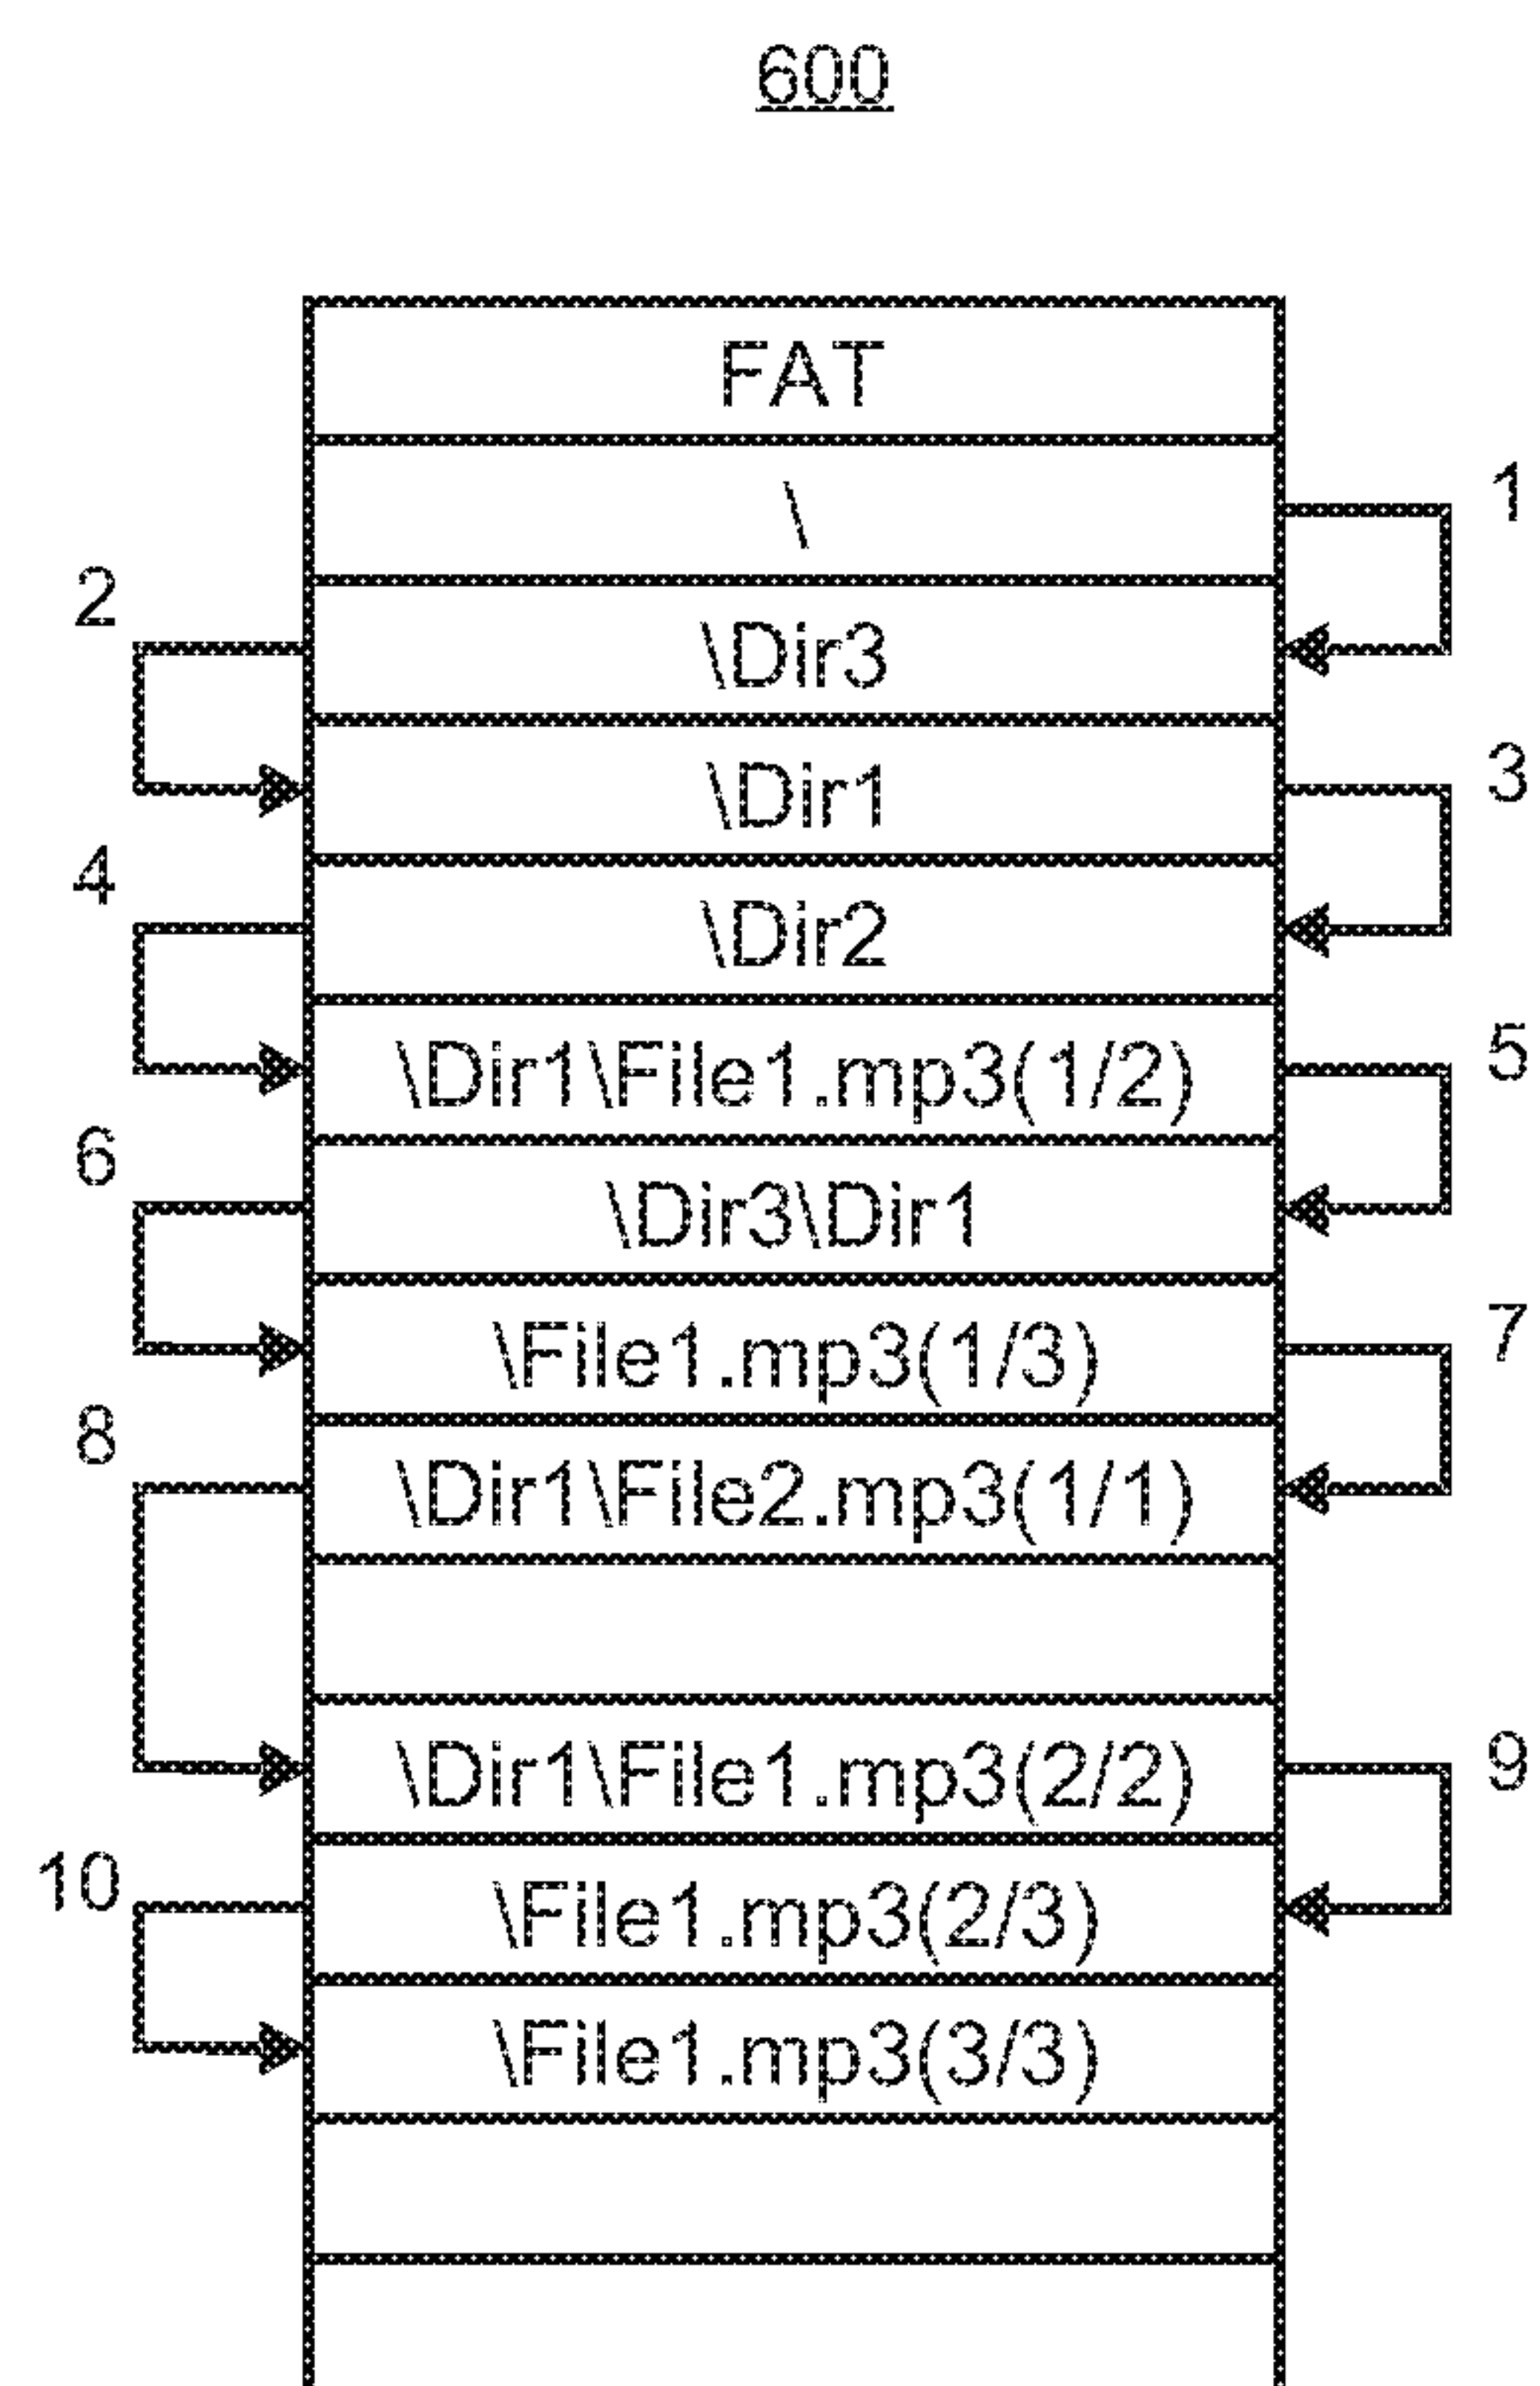 600
FAT
\
1
2
\Dir3
\Dir1
3
4
\Dir2
\Dir1\File1.mp3(1/2)
5
6
\Dir3\Dir1
\File1.mp3(1/3)
7
8
\Dir1\File2.mp3(1/1)
\Dir1\File1.mp3(2/2)
9
10
\File1.mp3(2/3)
\File1.mp3(3/3)